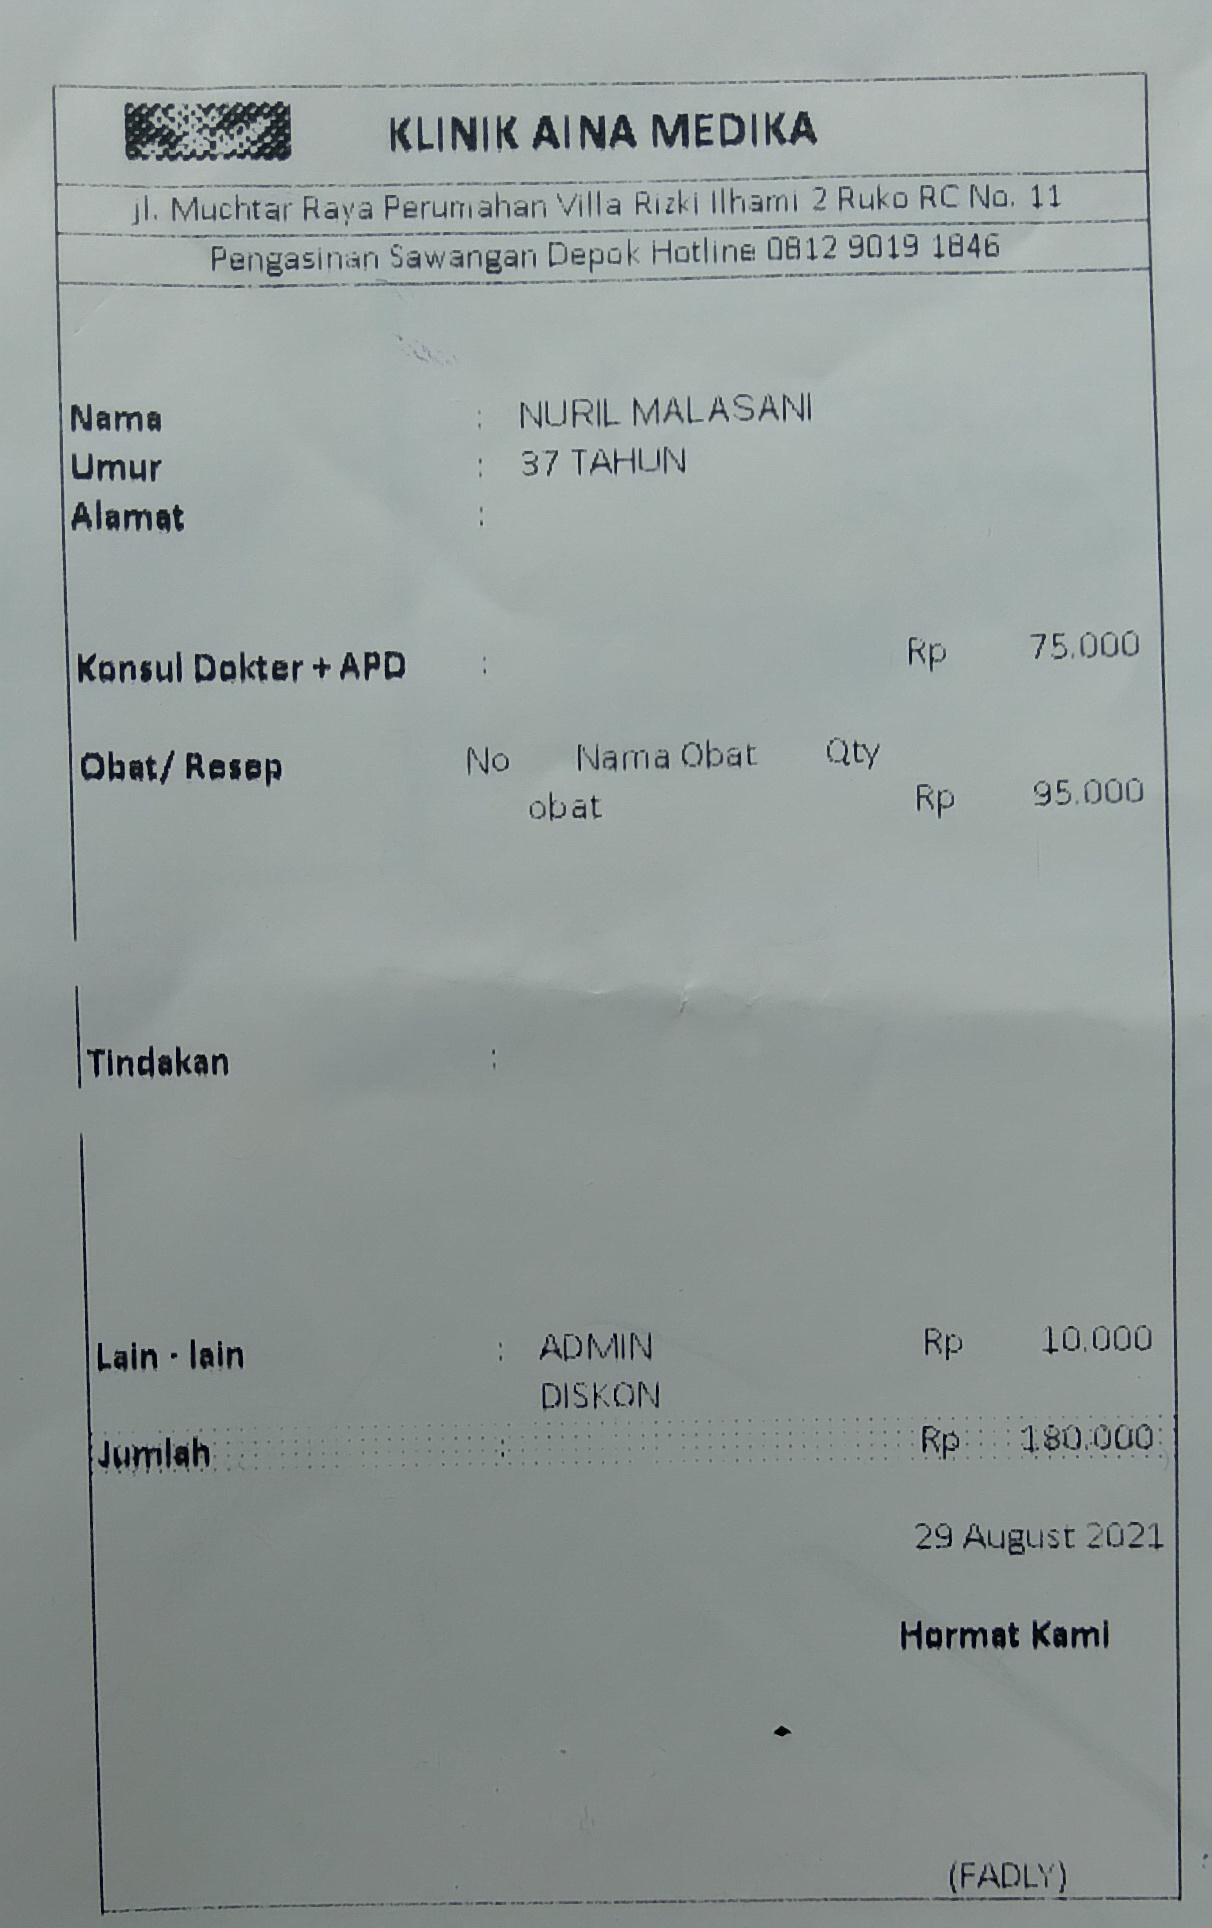 KLINIK AINA MEDIKA
jl. Muchtar Raya Perumahan Villa Rizki Ilhami 2 Ruko RC No. 11
Pengasinan Sawangan Depok Hotline 0812 9019 1846
Nama : NURIL MALASANI
Umur : 37 TAHUN
Alamat :
Konsul Dokter + APD : Rp 75.000
Obat/ Resep No Nama Obat Qty
obat Rp 95.000
Tindakan :
Lain - lain : ADMIN Rp 10.000
DISKON
Jumlah : Rp 180.000
29 August 2021
Hormat Kami
(FADLY)